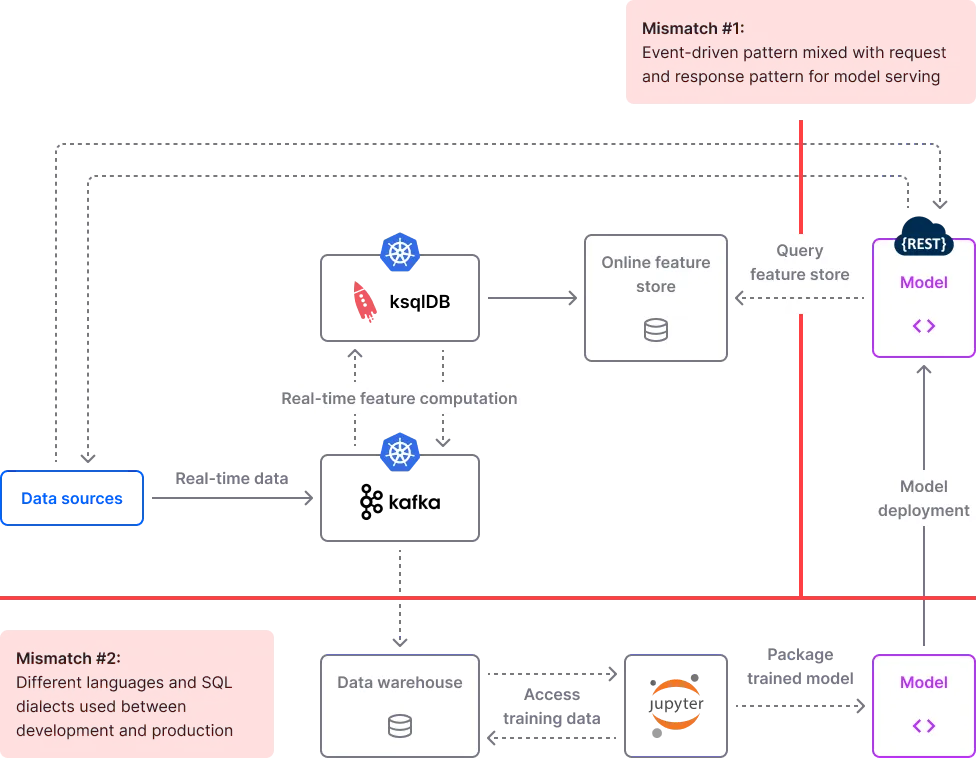 Mismatch #1:
Event-driven pattern mixed with request
and response pattern for model serving
{REST}
Query
feature store
Model
Online feature
store
ksqlDB
Real-time feature computation
Real-time data
Data sources
kafka
Model
deployment
Mismatch #2:
Different languages and SQL
dialects used between
development and production
Data warehouse
Access
training data
jupyter
Package
trained model
Model